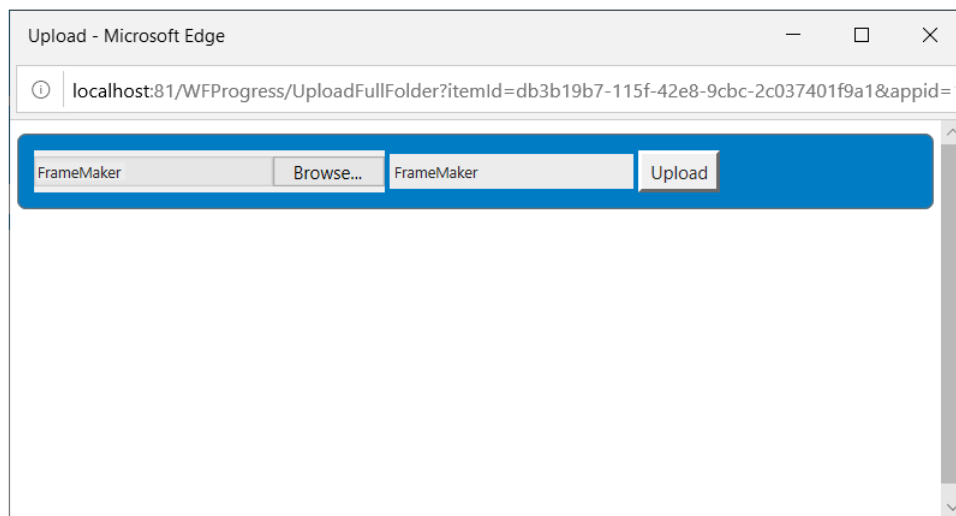 Upload - Microsoft Edge
localhost:81/WFProgress/UploadFullFolder?itemId=db3b19b7-115f-42e8-9cbc-2c037401f9a1&appid=
FrameMaker Browse... FrameMaker Upload